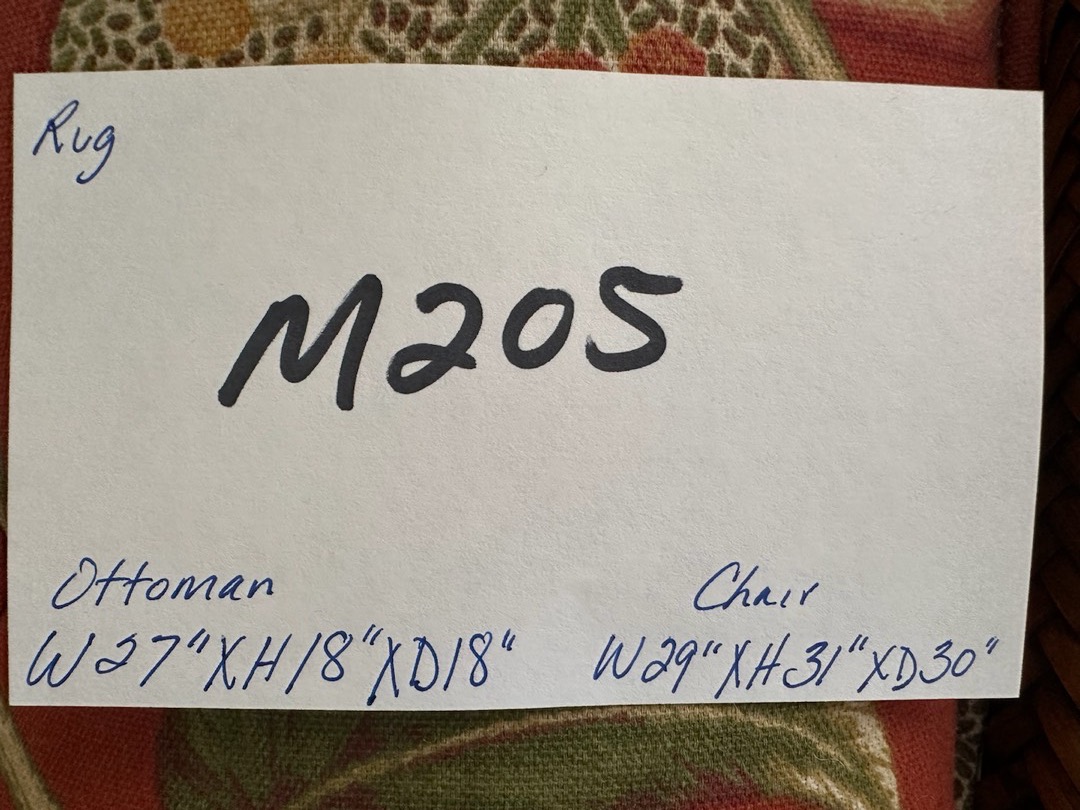 Rug
M205
Ottoman
W27"XH18"XD18"
Chair
W29"XH31"XD30"